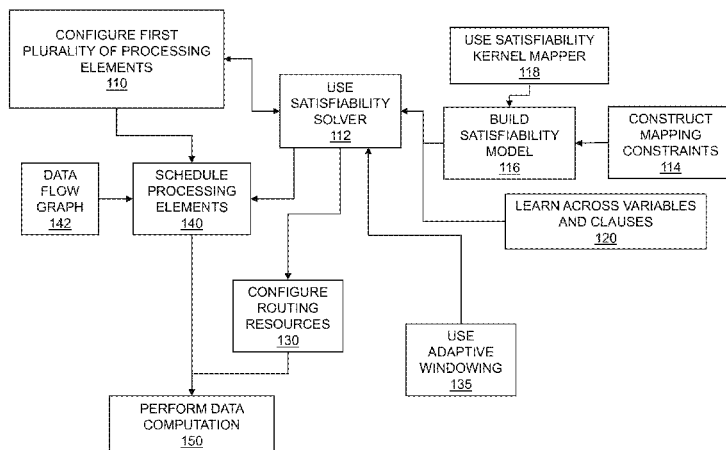 CONFIGURE FIRST
PLURALITY OF PROCESSING
ELEMENTS
110
USE SATISFIABILITY
KERNEL MAPPER
118
USE
SATISFIABILITY
SOLVER
112
BUILD
SATISFIABILITY
MODEL
116
CONSTRUCT
MAPPING
CONSTRAINTS
114
DATA
FLOW
GRAPH
142
SCHEDULE
PROCESSING
ELEMENTS
140
LEARN ACROSS VARIABLES
AND CLAUSES
120
CONFIGURE
ROUTING
RESOURCES
130
USE
ADAPTIVE
WINDOWING
135
PERFORM DATA
COMPUTATION
150